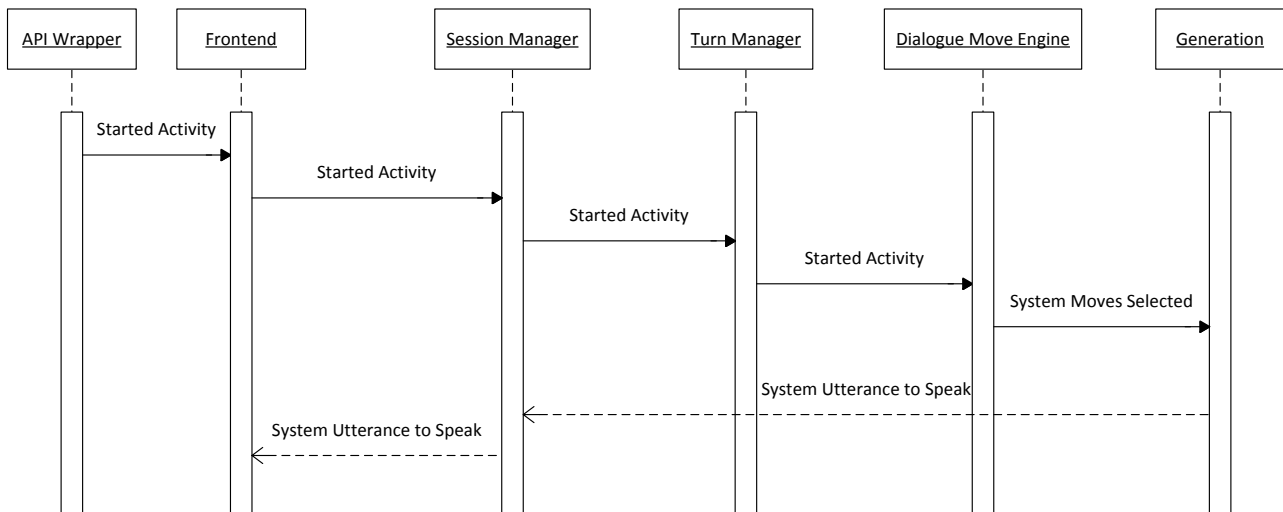 API Wrapper
Frontend
Session Manager
Turn Manager
Dialogue Move Engine
Generation
Started Activity
Started Activity
Started Activity
Started Activity
System Moves Selected
System Utterance to Speak
System Utterance to Speak